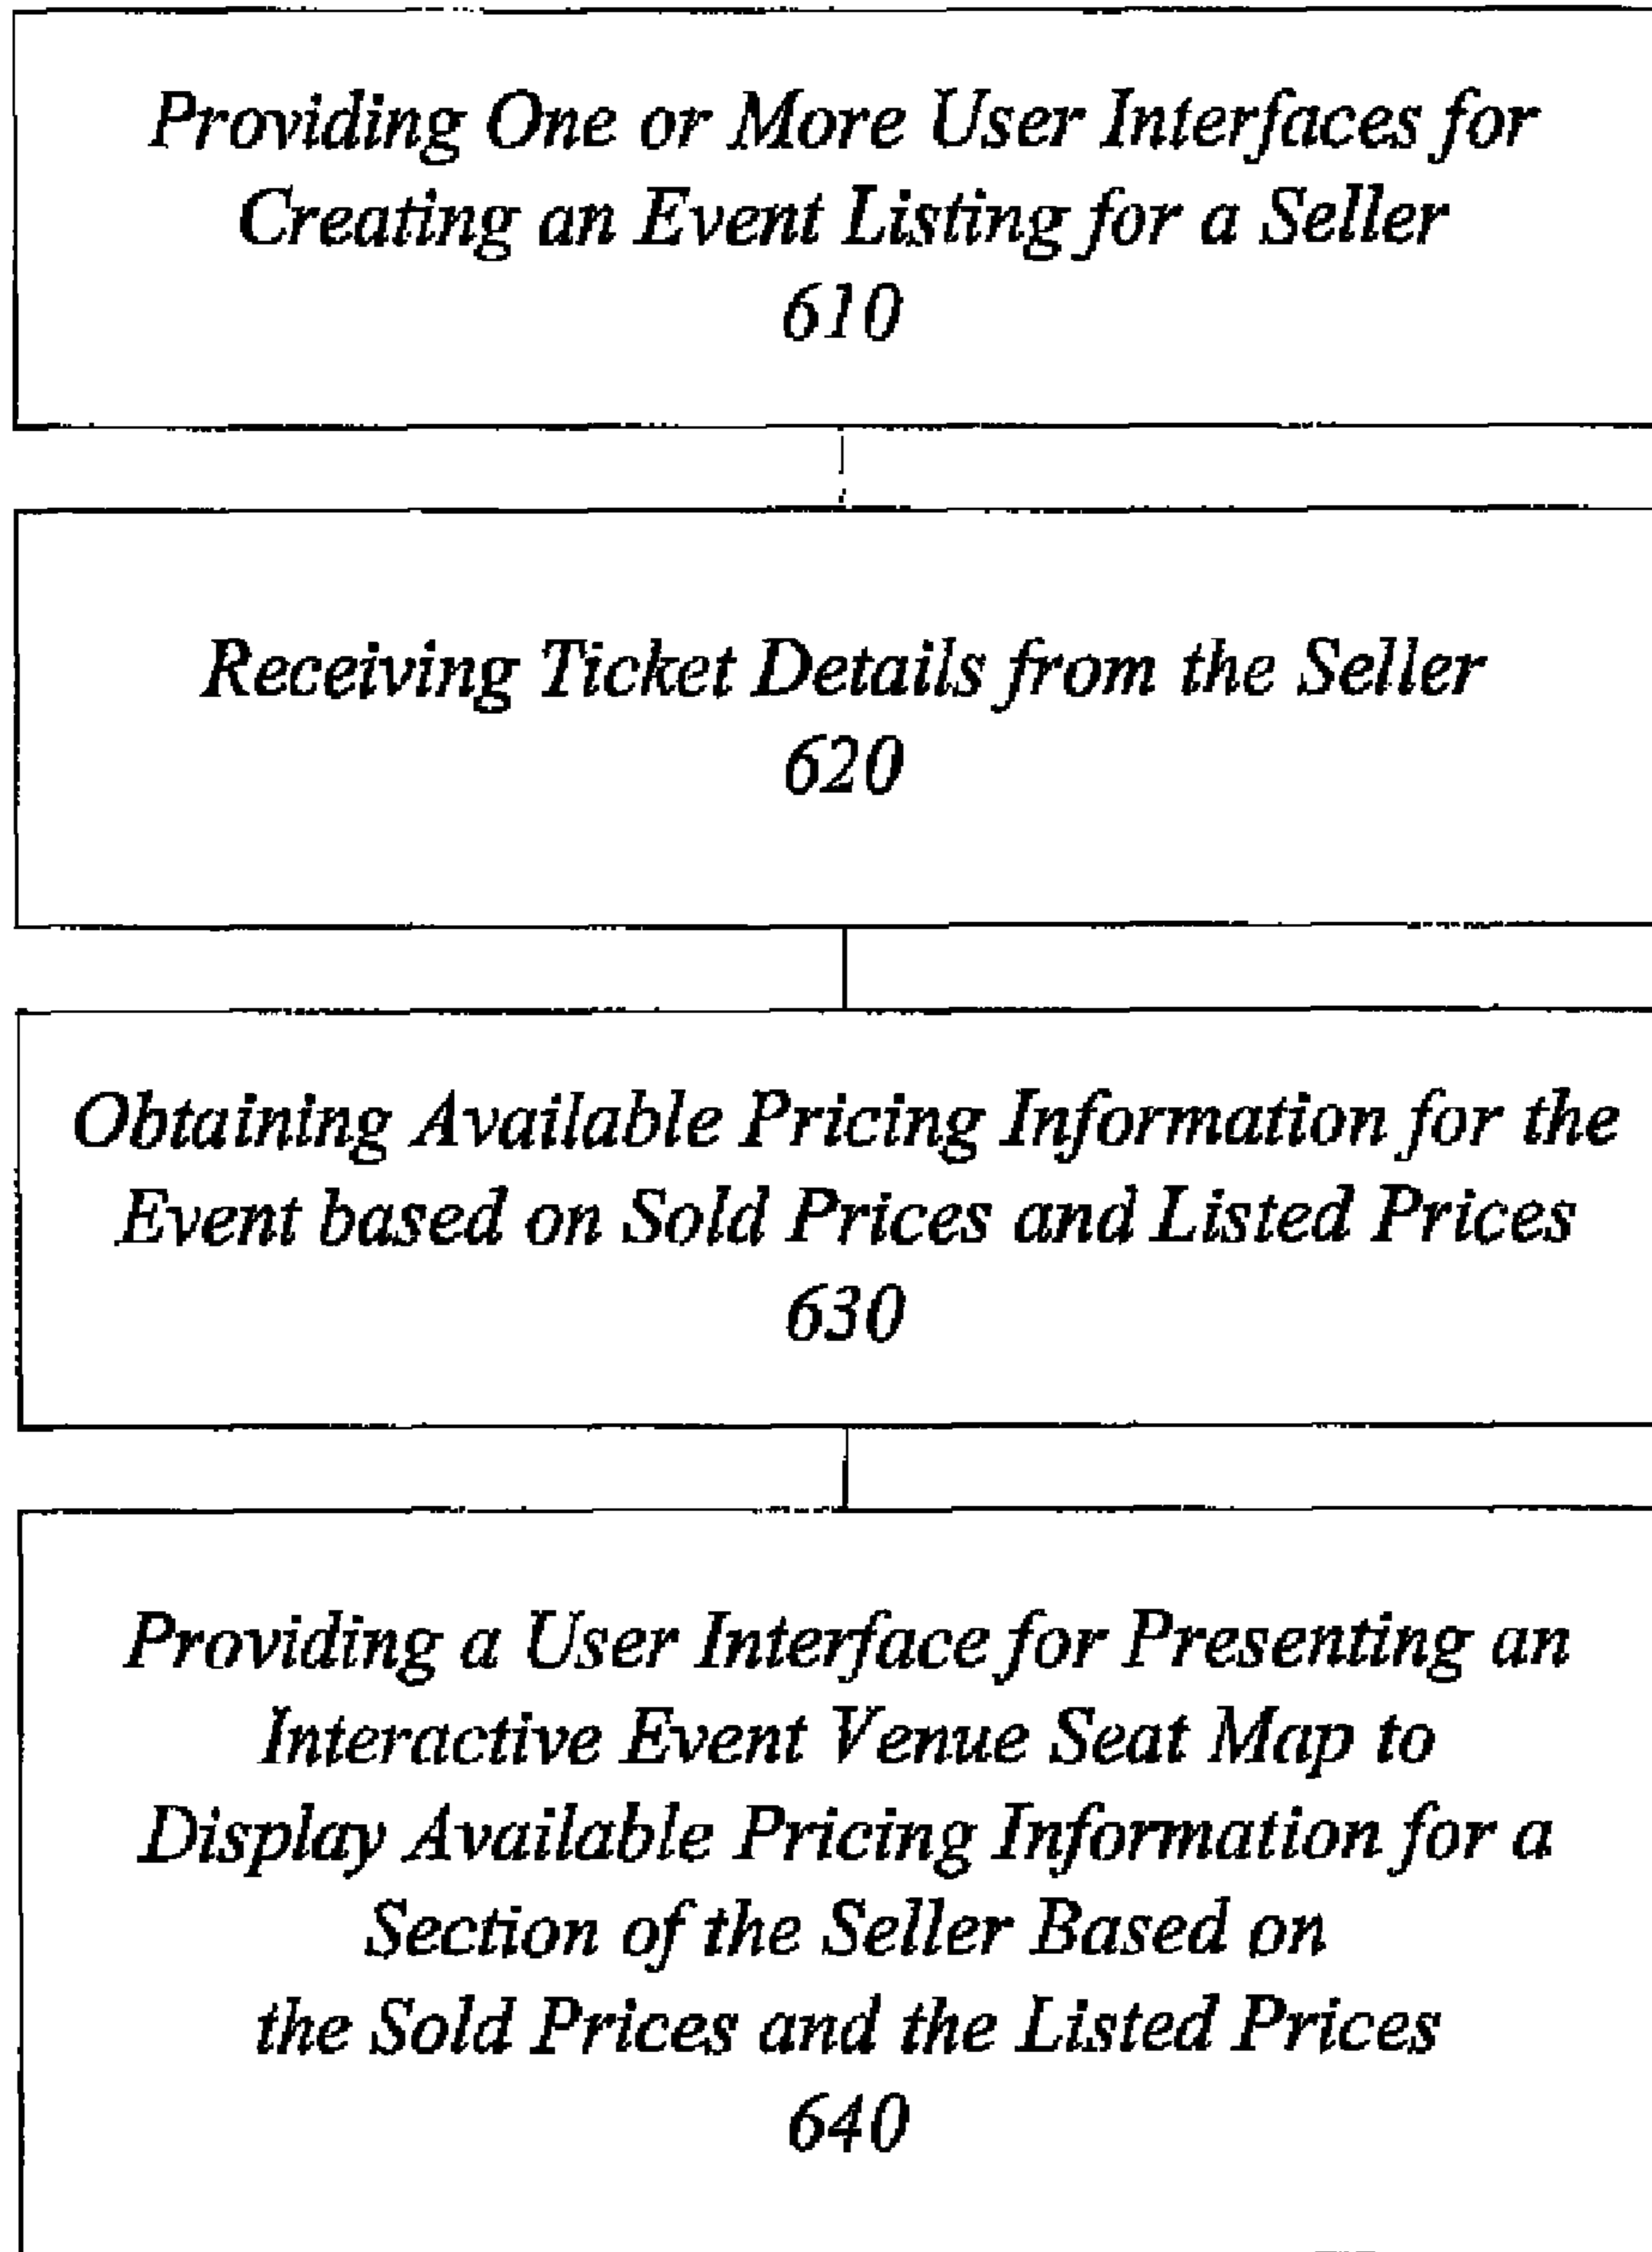 Providing One or More User Interfaces for
Creating an Event Listing for a Seller
610
Receiving Ticket Details from the Seller
620
Obtaining Available Pricing Information for the
Event based on Sold Prices and Listed Prices
630
Providing a User Interface for Presenting an
Interactive Event Venue Seat Map to
Display Available Pricing Information for a
Section of the Seller Based on
the Sold Prices and the Listed Prices
640